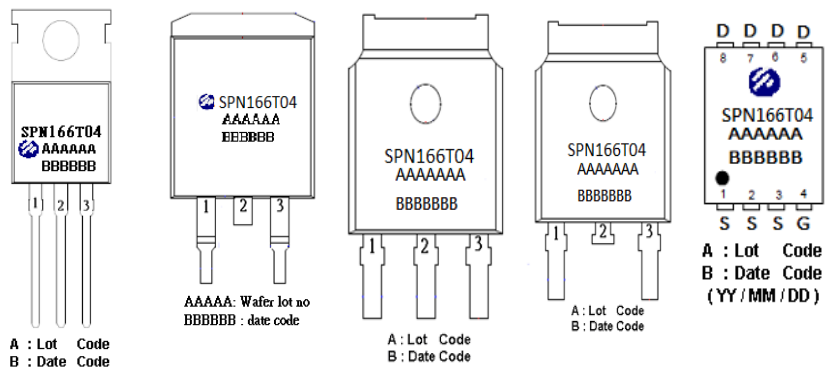 SPN166T04
AAAAAA
BBBBBB
1 2 3
A : Lot Code
B : Date Code
SPN166T04
AAAAAA
BBBBBB
1 2 3
AAAAA: Wafer lot no
BBBBBB : date code
SPN166T04
AAAAAAA
BBBBBBB
1 2 3
A : Lot Code
B : Date Code
SPN166T04
AAAAAAA
BBBBBBB
1 2 3
A : Lot Code
B : Date Code
D D D D
8 7 6 5
SPN166T04
AAAAAA
BBBBBB
1 2 3 4
S S S G
A : Lot Code
B : Date Code
( YY / MM / DD )